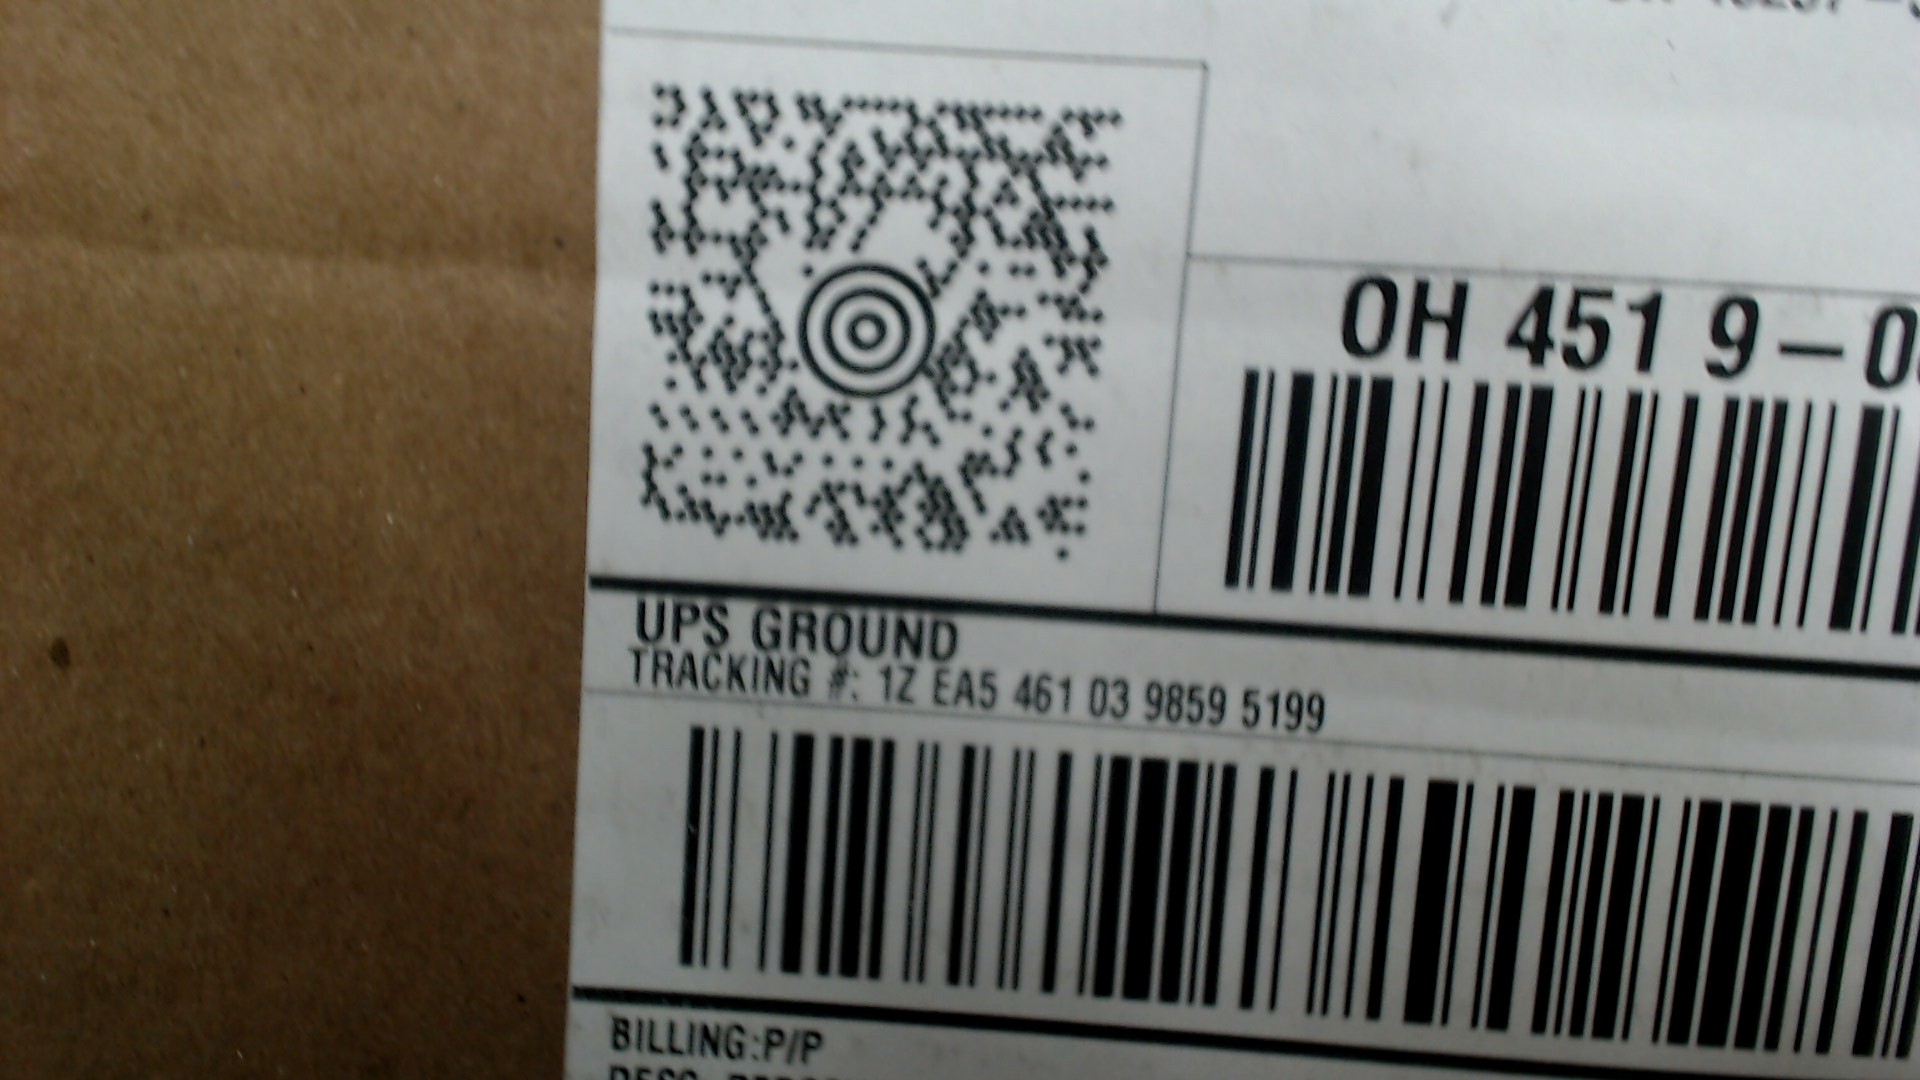 OH 451 9-0
UPS GROUND
TRACKING #: 1Z EA5 461 03 9859 5199
BILLING:P/P